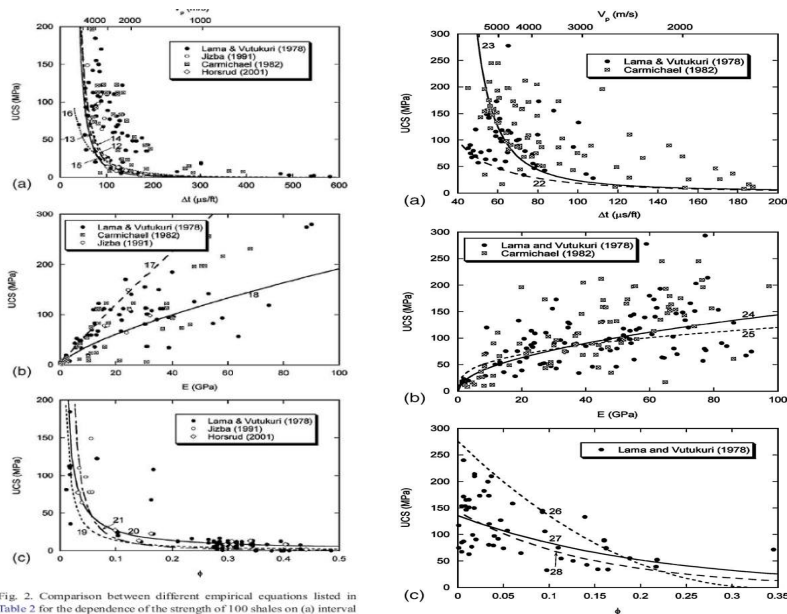 V_p (m/s)
4000 2000 1000
200
150
100
50
0
UCS (MPa)
Lama & Vutukuri (1978)
Jizba (1991)
Carmichael (1982)
Horsrud (2001)
16
13
15
14
12
(a)
0 100 200 300 400 500 600
Δt (μs/ft)
300
250
200
150
100
50
0
UCS (MPa)
Lama & Vutukuri (1978)
Carmichael (1982)
Jizba (1991)
17
18
(b)
0 20 40 60 80 100
E (GPa)
200
150
100
50
0
UCS (MPa)
Lama & Vutukuri (1978)
Jizba (1991)
Horsrud (2001)
19
21
20
(c)
0 0.1 0.2 0.3 0.4 0.5
ϕ
Fig. 2. Comparison between different empirical equations listed in
Table 2 for the dependence of the strength of 100 shales on (a) interval
V_p (m/s)
5000 4000 3000 2000
300
250
200
150
100
50
0
UCS (MPa)
23
Lama & Vutukuri (1978)
Carmichael (1982)
22
(a)
40 60 80 100 120 140 160 180 200
Δt (μs/ft)
300
250
200
150
100
50
0
UCS (MPa)
Lama and Vutukuri (1978)
Carmichael (1982)
24
25
(b)
0 20 40 60 80 100
E (GPa)
300
250
200
150
100
50
0
UCS (MPa)
Lama and Vutukuri (1978)
26
27
28
(c)
0 0.05 0.1 0.15 0.2 0.25 0.3 0.35
ϕ